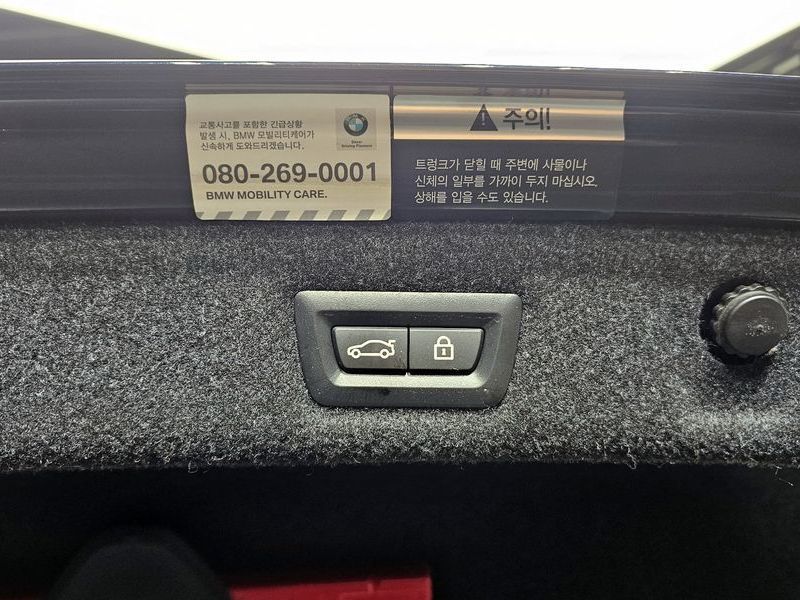 교통사고를 포함한 긴급상황
발생 시, BMW 모빌리티케어가
신속하게 도와드리겠습니다.
080-269-0001
BMW MOBILITY CARE.
주의!
트렁크가 닫힐 때 주변에 사물이나
신체의 일부를 가까이 두지 마십시오.
상해를 입을 수도 있습니다.